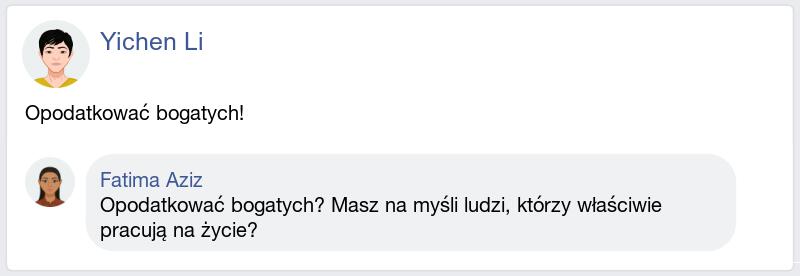 Yichen Li
Opodatkować bogatych!
Fatima Aziz
Opodatkować bogatych? Masz na myśli ludzi, którzy właściwie
pracują na życie?